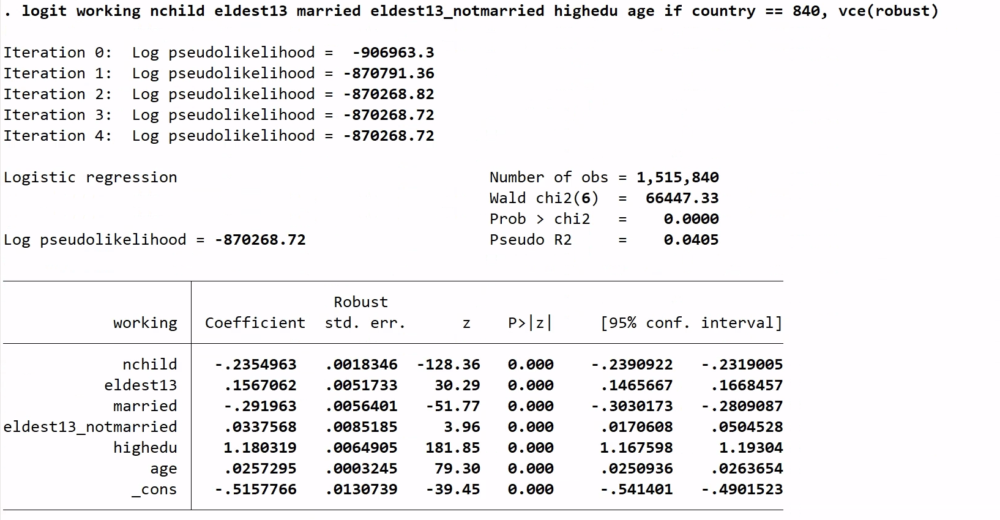 . logit working nchild eldest13 married eldest13_notmarried highedu age if country == 840, vce(robust)
Iteration 0:  Log pseudolikelihood =  -906963.3
Iteration 1:  Log pseudolikelihood = -870791.36
Iteration 2:  Log pseudolikelihood = -870268.82
Iteration 3:  Log pseudolikelihood = -870268.72
Iteration 4:  Log pseudolikelihood = -870268.72
Logistic regression                                  Number of obs = 1,515,840
Wald chi2(6)  =  66447.33
Prob > chi2   =    0.0000
Log pseudolikelihood = -870268.72                    Pseudo R2     =    0.0405
Robust
working | Coefficient  std. err.      z    P>|z|     [95% conf. interval]
nchild | -.2354963   .0018346  -128.36   0.000    -.2390922   -.2319005
eldest13 | .1567062   .0051733    30.29   0.000     .1465667    .1668457
married | -.291963   .0056401   -51.77   0.000    -.3030173   -.2809087
eldest13_notmarried | .0337568   .0085185     3.96   0.000     .0170608    .0504528
highedu | 1.180319   .0064905   181.85   0.000     1.167598     1.19304
age | .0257295   .0003245    79.30   0.000     .0250936    .0263654
_cons | -.5157766   .0130739   -39.45   0.000     -.541401   -.4901523